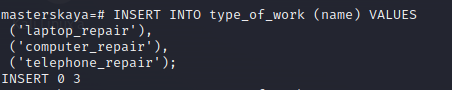 masterskaya=# INSERT INTO type_of_work (name) VALUES
('laptop_repair'),
('computer_repair'),
('telephone_repair');
INSERT 0 3